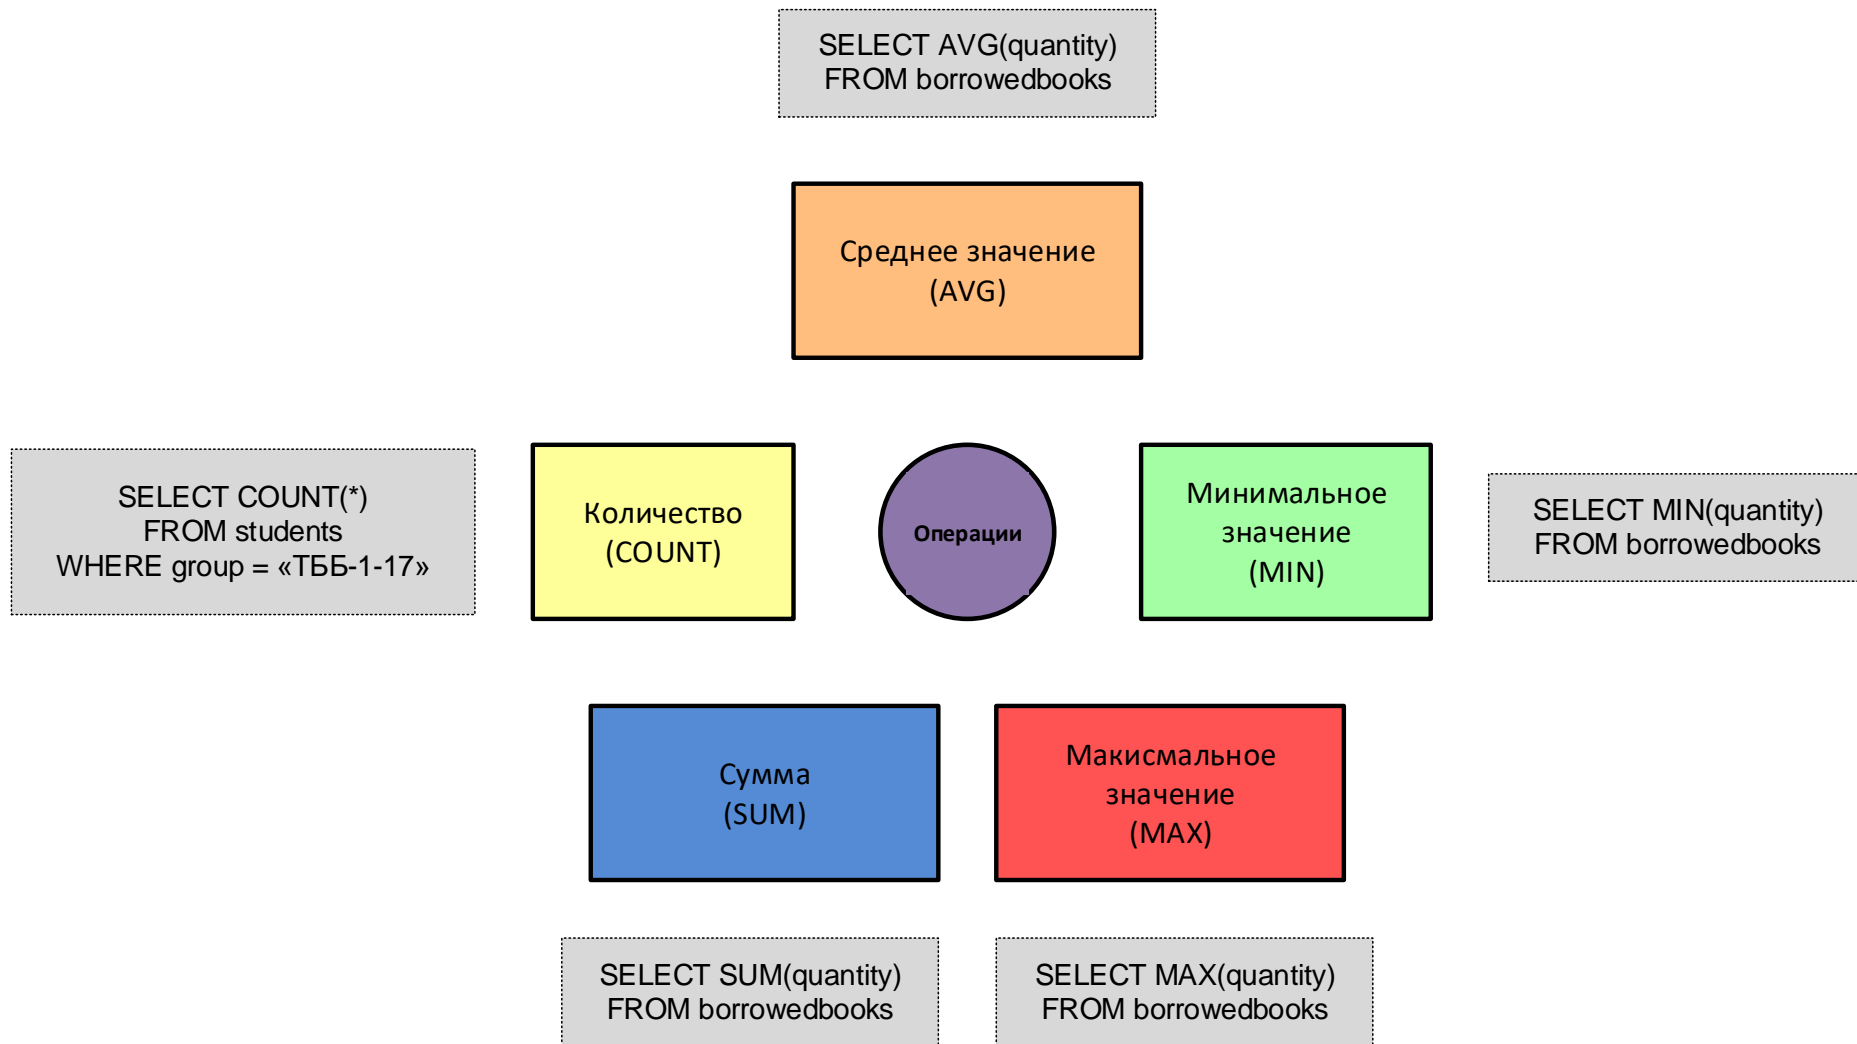 SELECT AVG(quantity)
FROM borrowedbooks
Среднее значение
(AVG)
SELECT COUNT(*)
FROM students
WHERE group = «ТББ-1-17»
Количество
(COUNT)
Операции
Минимальное
значение
(MIN)
SELECT MIN(quantity)
FROM borrowedbooks
Сумма
(SUM)
Макисмальное
значение
(MAX)
SELECT SUM(quantity)
FROM borrowedbooks
SELECT MAX(quantity)
FROM borrowedbooks